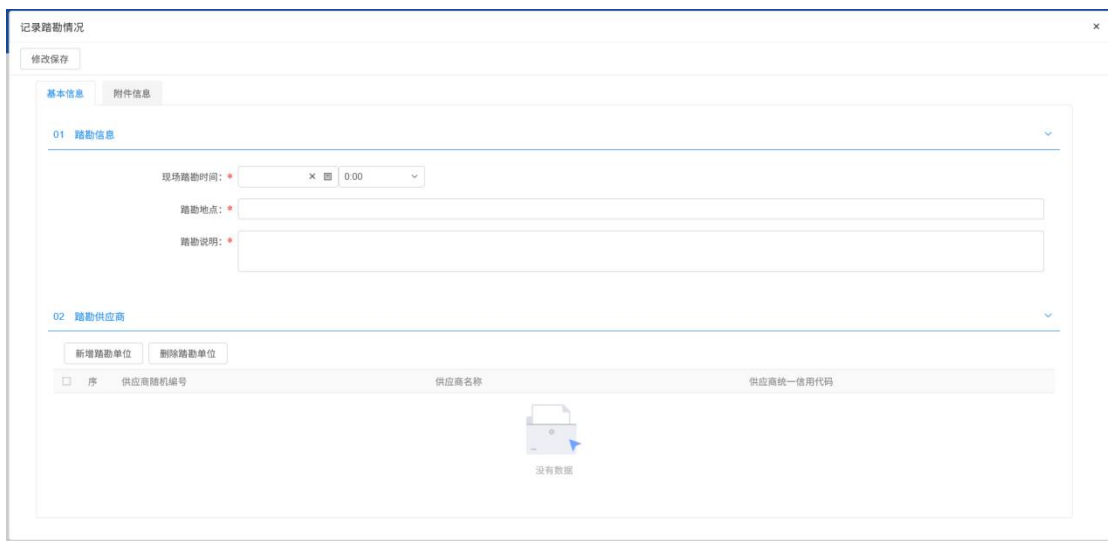 记录踏勘情况 ×
修改保存
基本信息 附件信息
01 踏勘信息
现场踏勘时间：* 0:00
踏勘地点：*
踏勘说明：*
02 踏勘供应商
新增踏勘单位 删除踏勘单位
序 供应商随机编号 供应商名称 供应商统一信用代码
没有数据